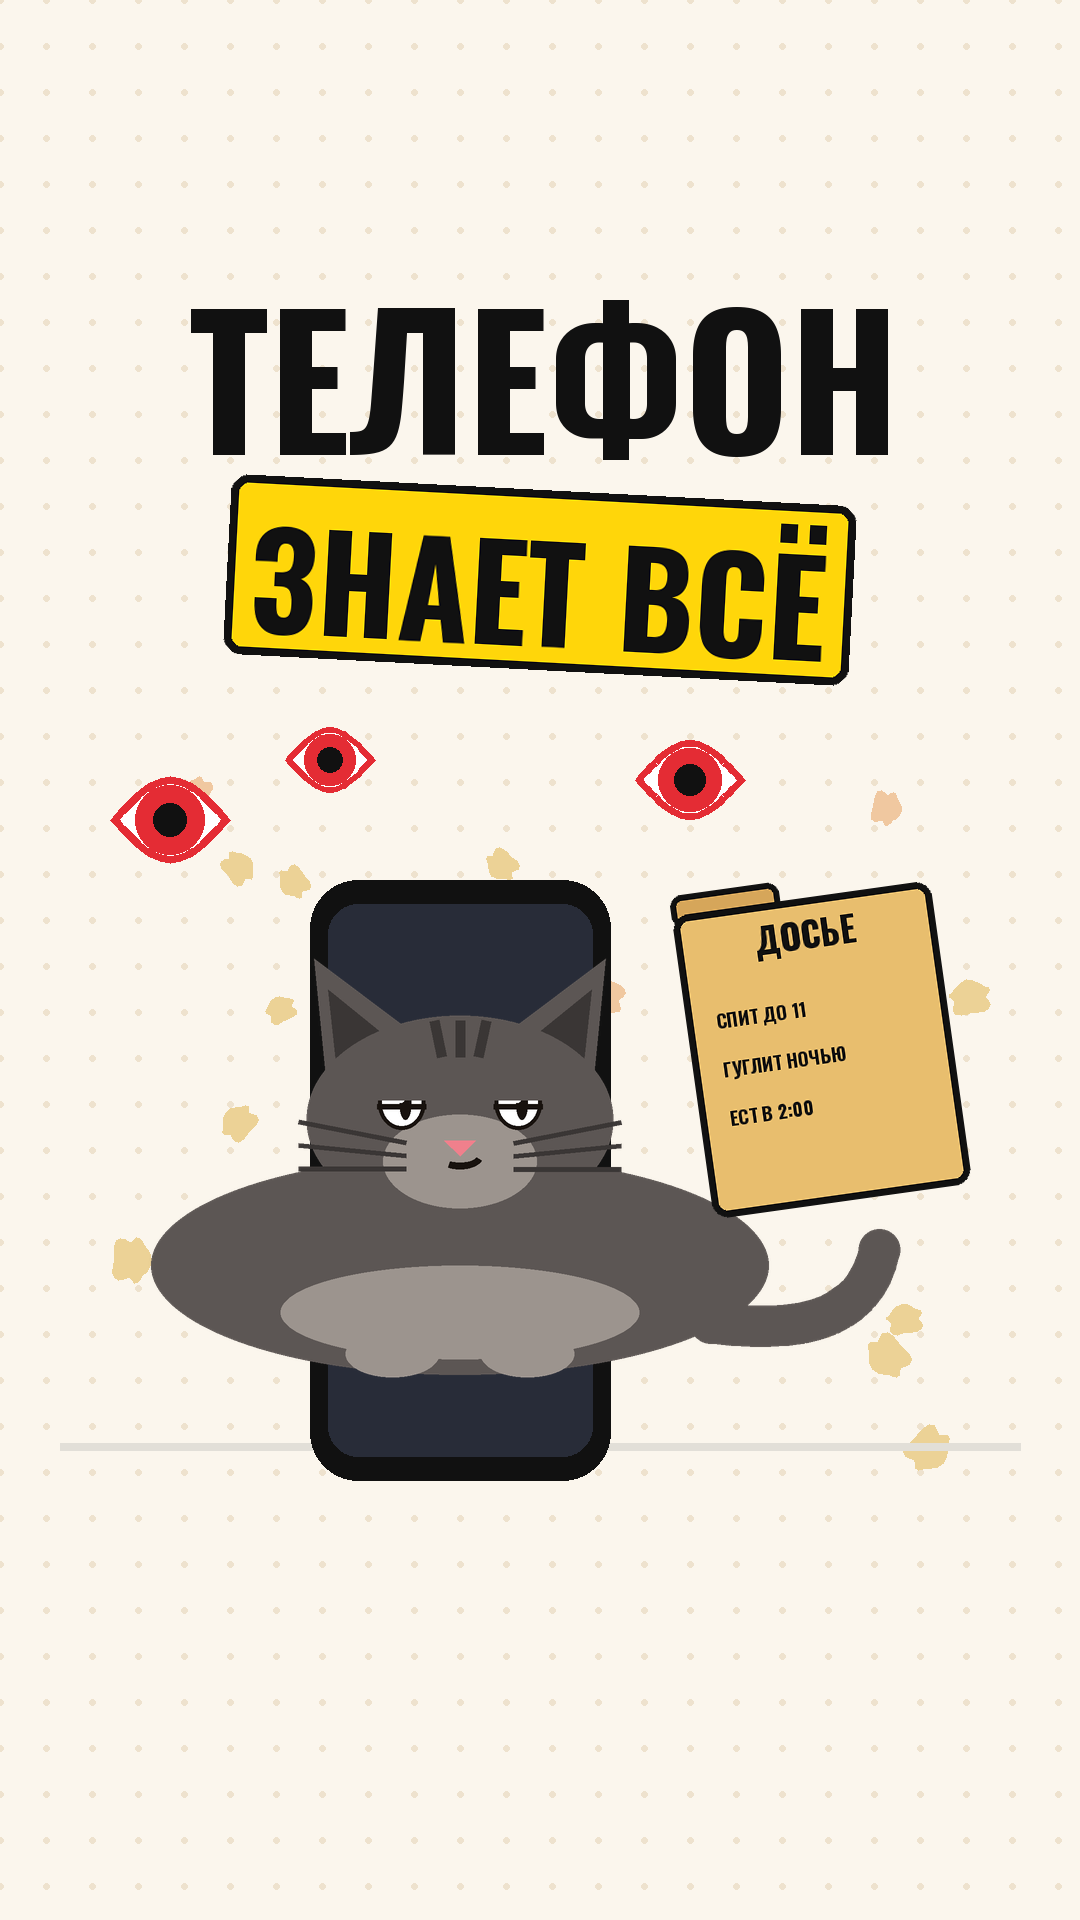 ТЕЛЕФОН
ЗНАЕТ ВСЁ
ДОСЬЕ
СПИТ ДО 11
ГУГЛИТ НОЧЬЮ
ЕСТ В 2:00